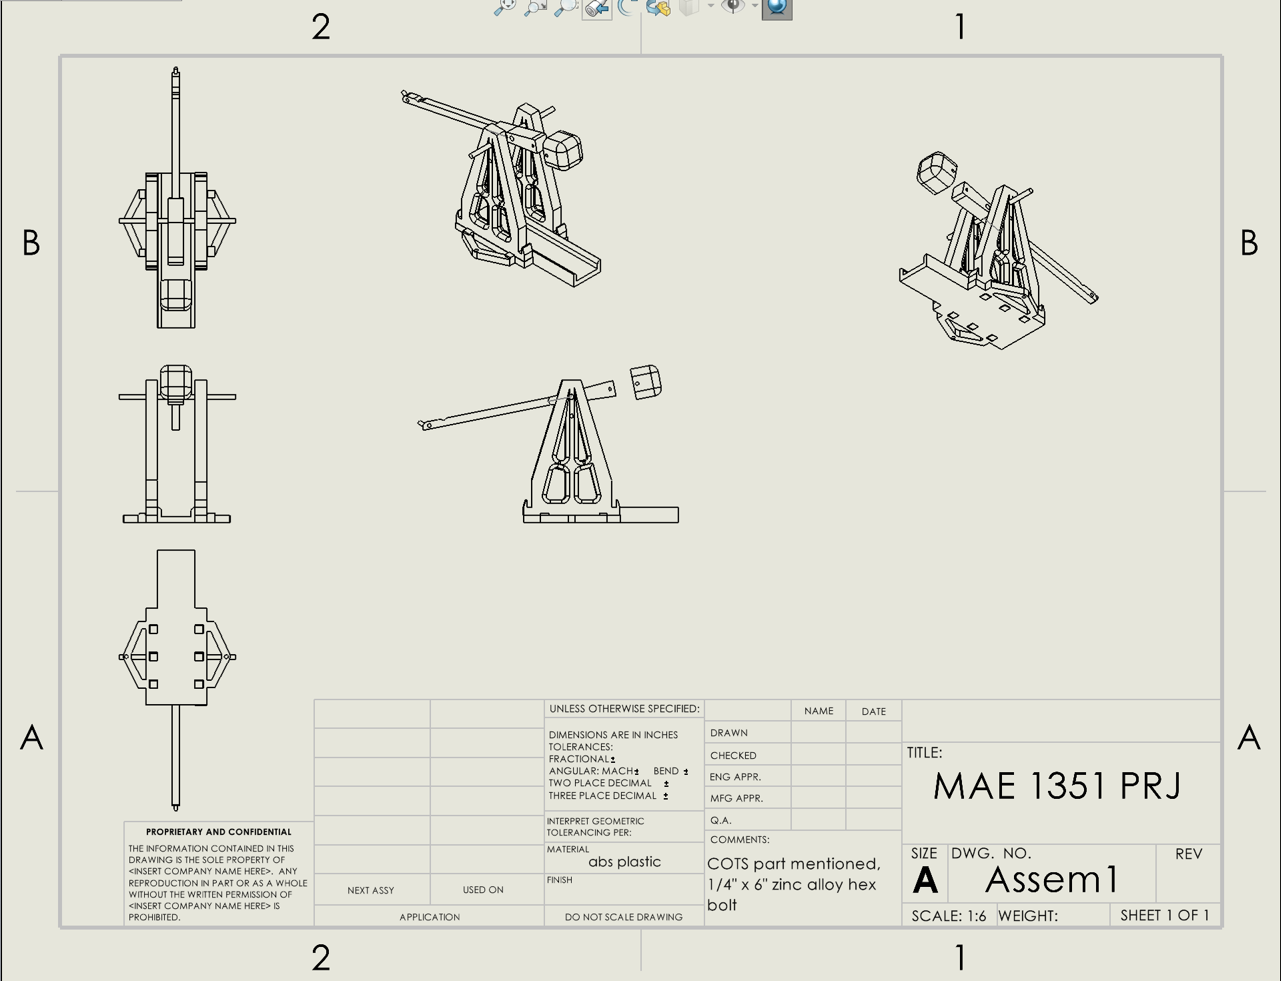 2
1
B
B
A
A
UNLESS OTHERWISE SPECIFIED:
DIMENSIONS ARE IN INCHES
TOLERANCES:
FRACTIONAL±
ANGULAR: MACH± BEND ±
TWO PLACE DECIMAL ±
THREE PLACE DECIMAL ±
INTERPRET GEOMETRIC
TOLERANCING PER:
MATERIAL
abs plastic
FINISH
DO NOT SCALE DRAWING
NAME
DATE
DRAWN
CHECKED
ENG APPR.
MFG APPR.
Q.A.
COMMENTS:
COTS part mentioned,
1/4" x 6" zinc alloy hex
bolt
TITLE:
MAE 1351 PRJ
SIZE
A
DWG. NO.
Assem1
REV
SCALE: 1:6
WEIGHT:
SHEET 1 OF 1
PROPRIETARY AND CONFIDENTIAL
THE INFORMATION CONTAINED IN THIS
DRAWING IS THE SOLE PROPERTY OF
<INSERT COMPANY NAME HERE>. ANY
REPRODUCTION IN PART OR AS A WHOLE
WITHOUT THE WRITTEN PERMISSION OF
<INSERT COMPANY NAME HERE> IS
PROHIBITED.
NEXT ASSY
USED ON
APPLICATION
2
1